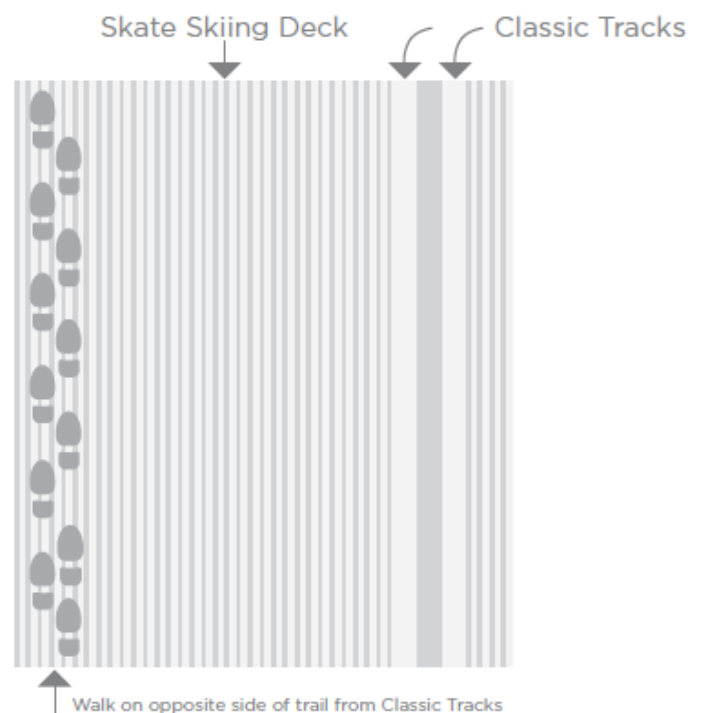 Skate Skiing Deck
Classic Tracks
Walk on opposite side of trail from Classic Tracks